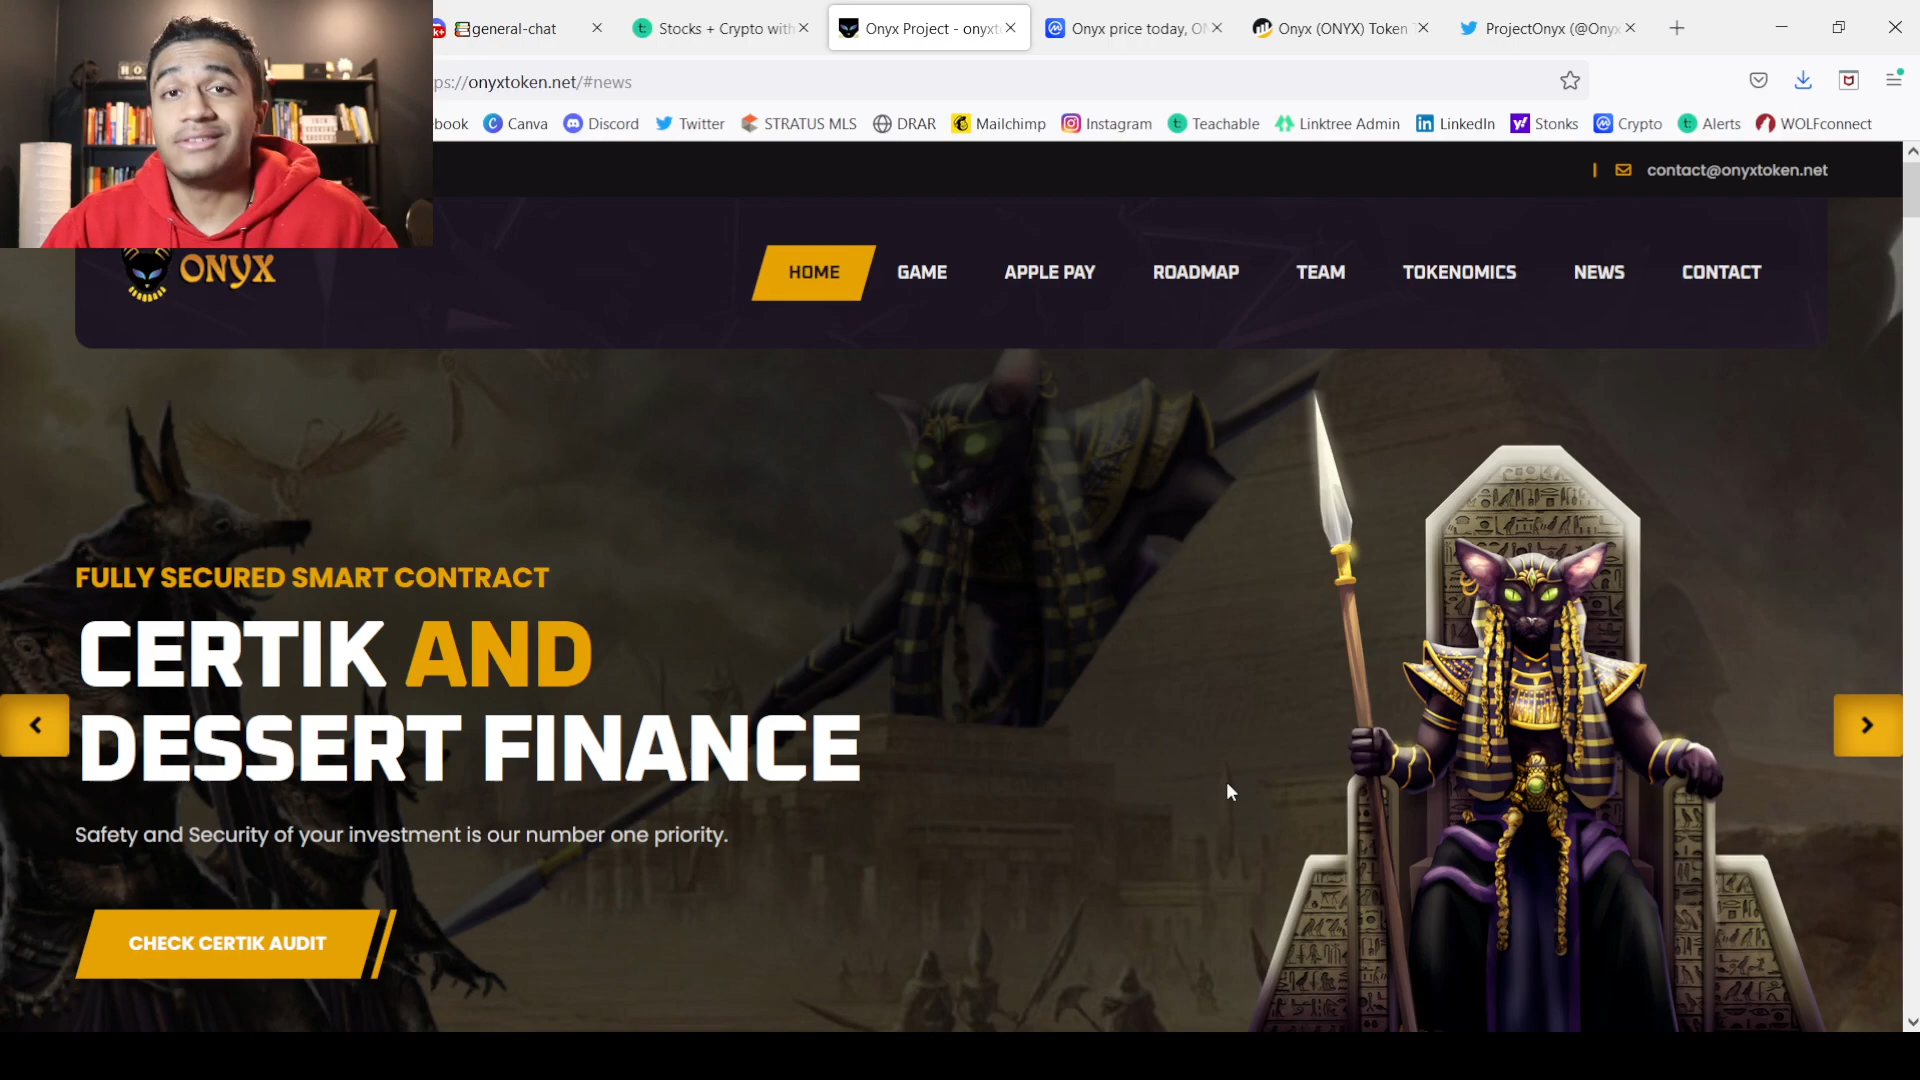 general-chat
Stocks + Crypto with
Onyx Project - onyxt
Onyx price today, ON
Onyx (ONYX) Token T
ProjectOnyx (@Onyx
ps://onyxtoken.net/#news
book
Canva
Discord
Twitter
STRATUS MLS
DRAR
Mailchimp
Instagram
Teachable
Linktree Admin
LinkedIn
Stonks
Crypto
Alerts
WOLFconnect
contact@onyxtoken.net
ONYX
HOME
GAME
APPLE PAY
ROADMAP
TEAM
TOKENOMICS
NEWS
CONTACT
FULLY SECURED SMART CONTRACT
CERTIK AND
DESSERT FINANCE
Safety and Security of your investment is our number one priority.
CHECK CERTIK AUDIT